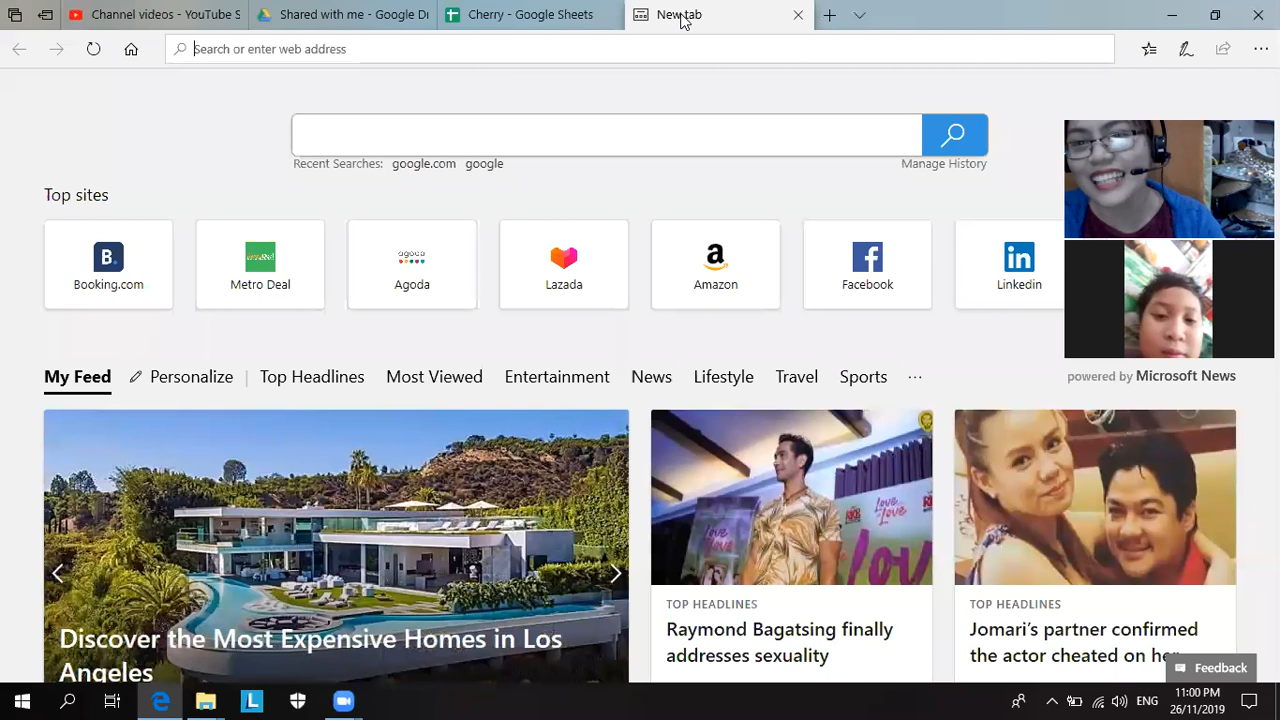 Channel videos - YouTube S
Shared with me - Google Dr
Cherry - Google Sheets
New tab
Search or enter web address
Recent Searches: google.com google
Manage History
Top sites
B.
Booking.com
Metro Deal
agoda
Agoda
Lazada
a
Amazon
f
Facebook
in
Linkedin
My Feed
Personalize
Top Headlines
Most Viewed
Entertainment
News
Lifestyle
Travel
Sports
powered by Microsoft News
Discover the Most Expensive Homes in Los
Angeles
TOP HEADLINES
Raymond Bagatsing finally
addresses sexuality
TOP HEADLINES
Jomari's partner confirmed
the actor cheated on her
Feedback
L
ENG
11:00 PM
26/11/2019